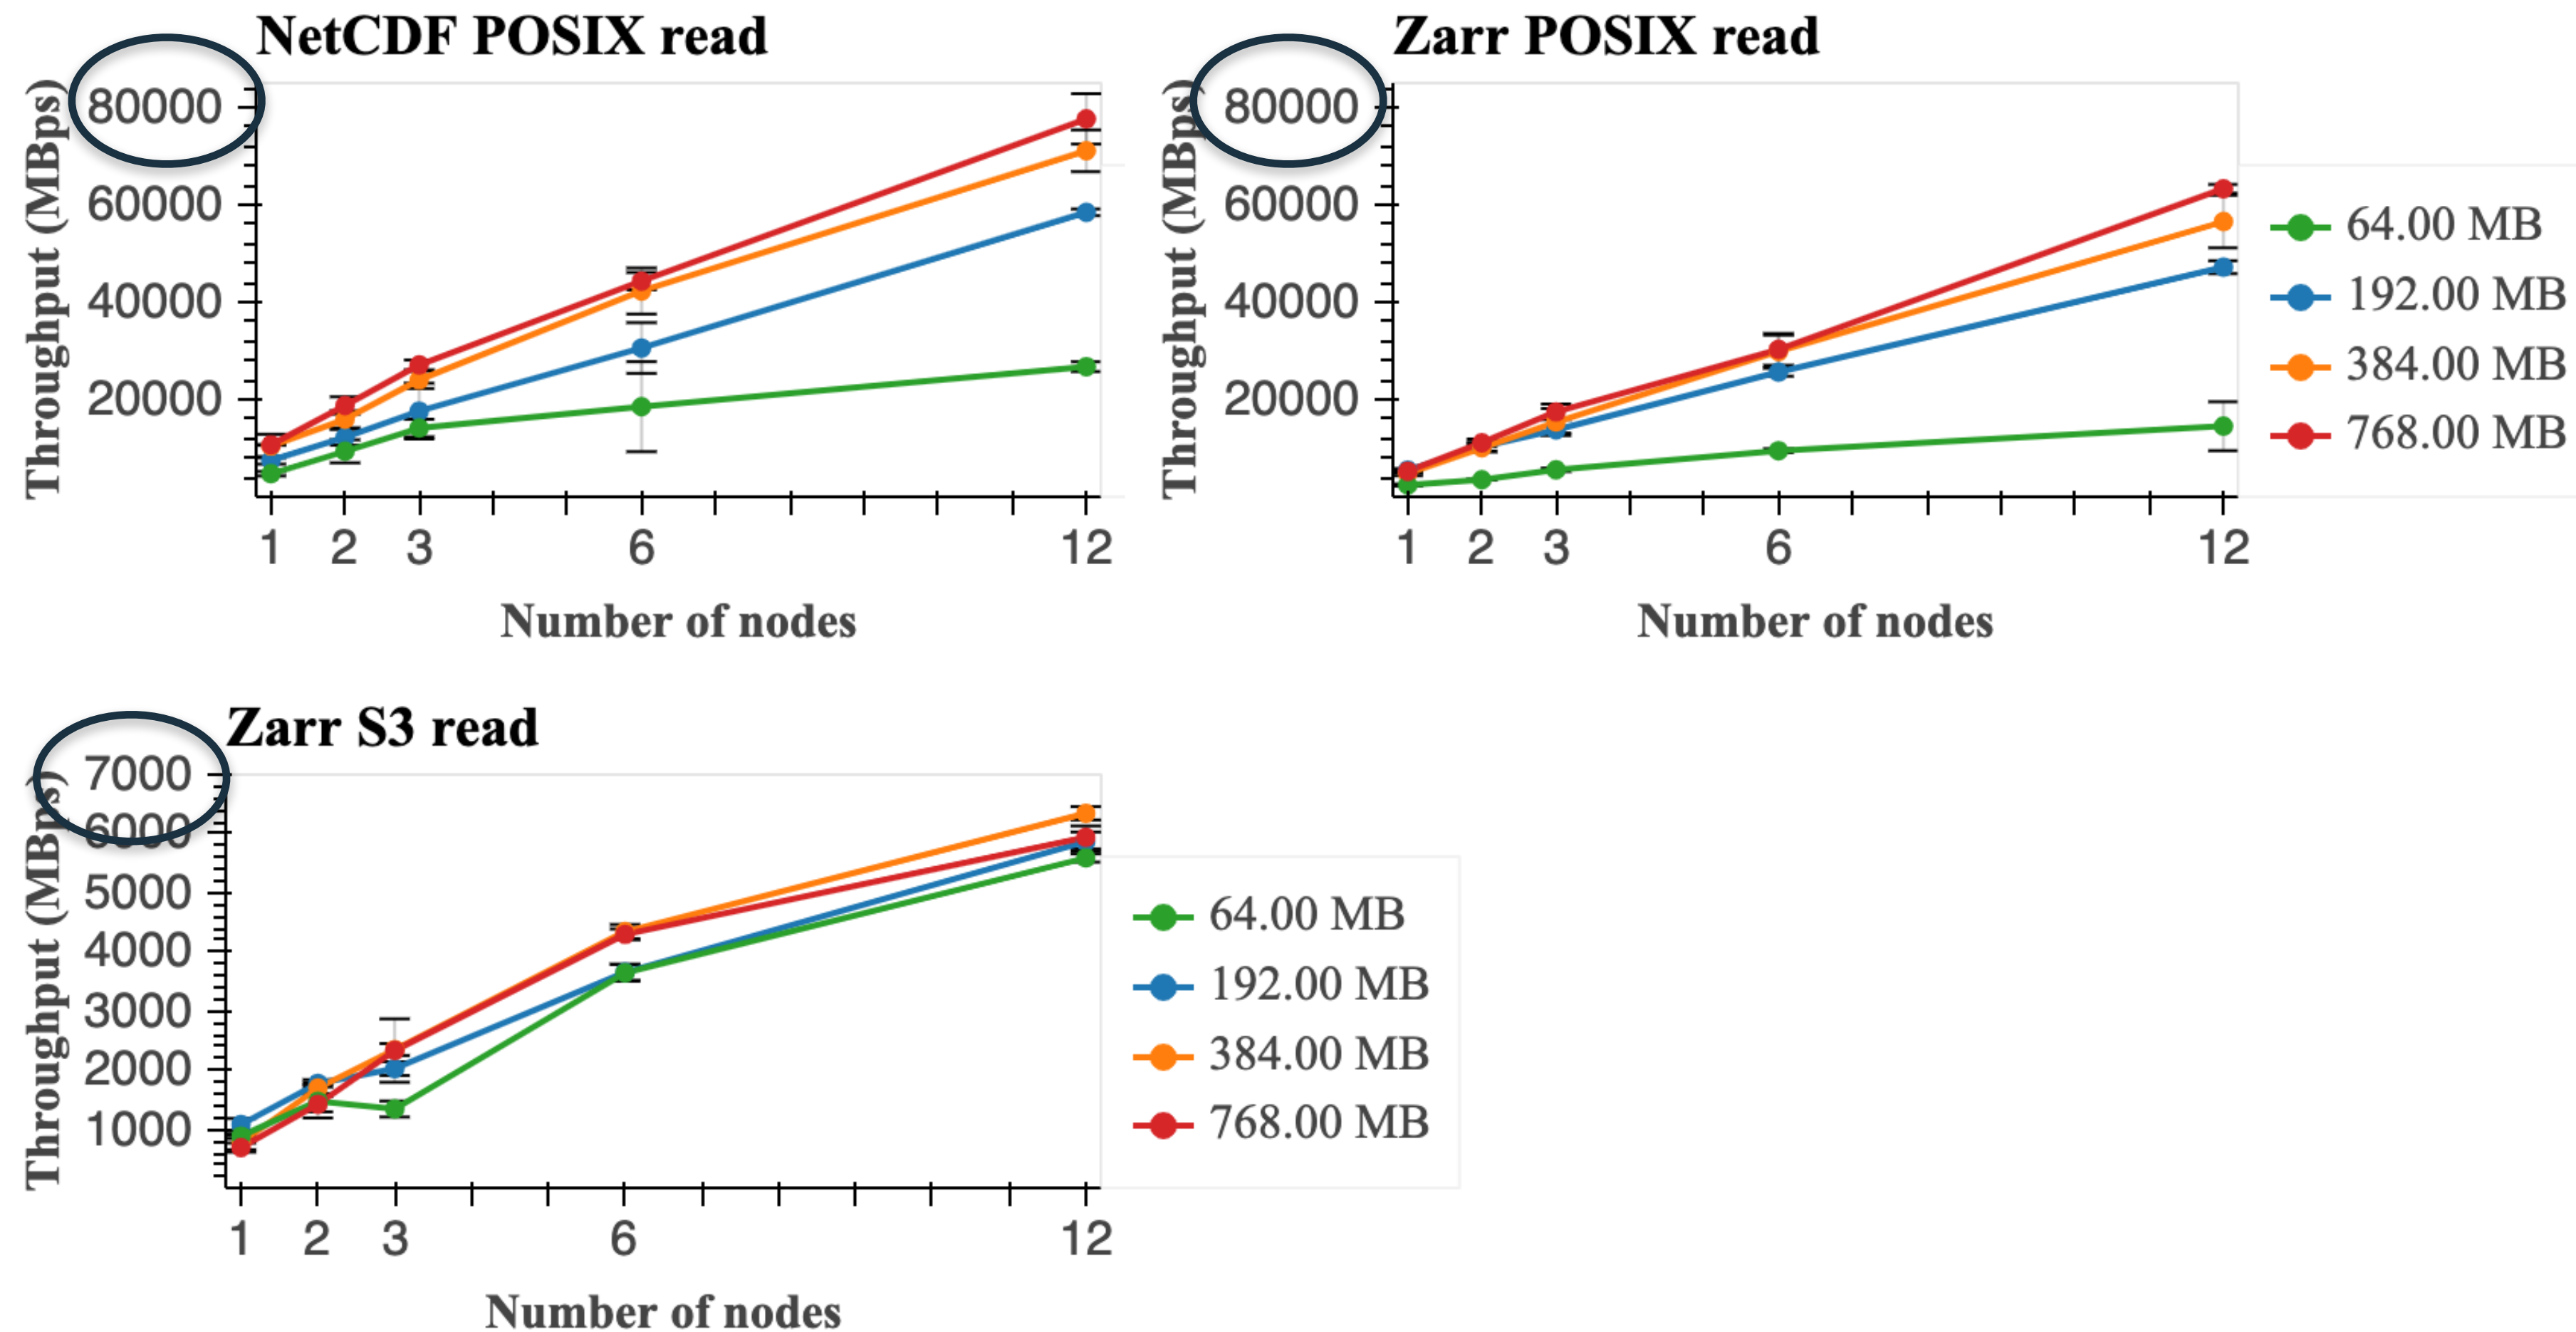 NetCDF POSIX read
Throughput (MBps)
80000
60000
40000
20000
1 2 3 6 12
Number of nodes
Zarr POSIX read
Throughput (MBps)
80000
60000
40000
20000
1 2 3 6 12
Number of nodes
64.00 MB
192.00 MB
384.00 MB
768.00 MB
Zarr S3 read
Throughput (MBps)
7000
6000
5000
4000
3000
2000
1000
1 2 3 6 12
Number of nodes
64.00 MB
192.00 MB
384.00 MB
768.00 MB